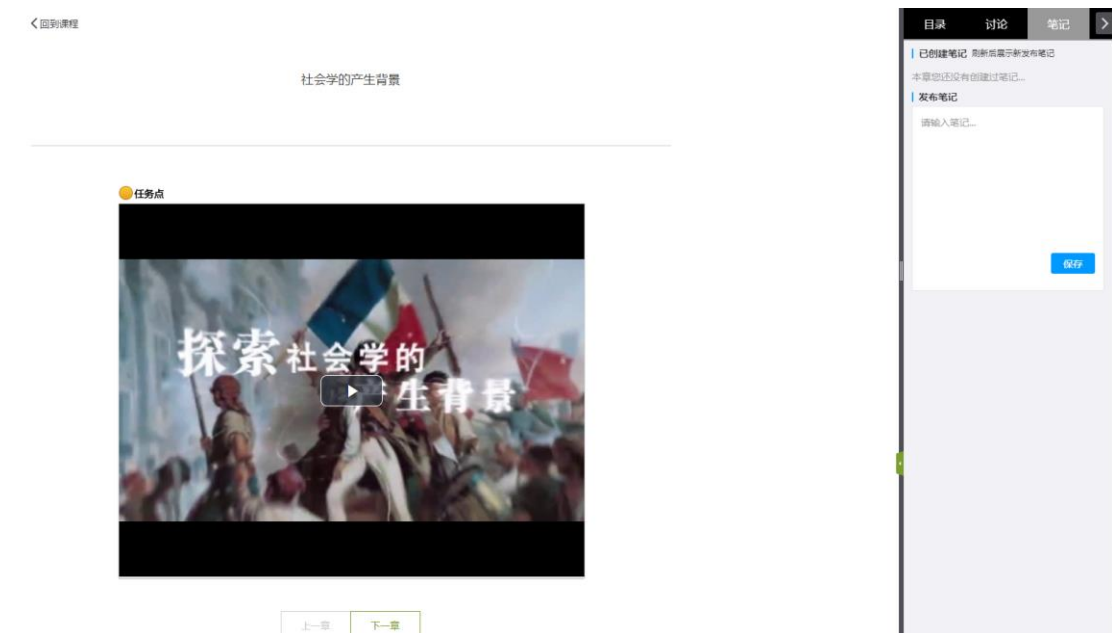 回到课程
社会学的产生背景
任务点
探索社会学的
产生背景
上一章
下一章
目录
讨论
笔记
已创建笔记 刷新后展示新发布笔记
本章您还没有创建过笔记...
发布笔记
请输入笔记...
保存